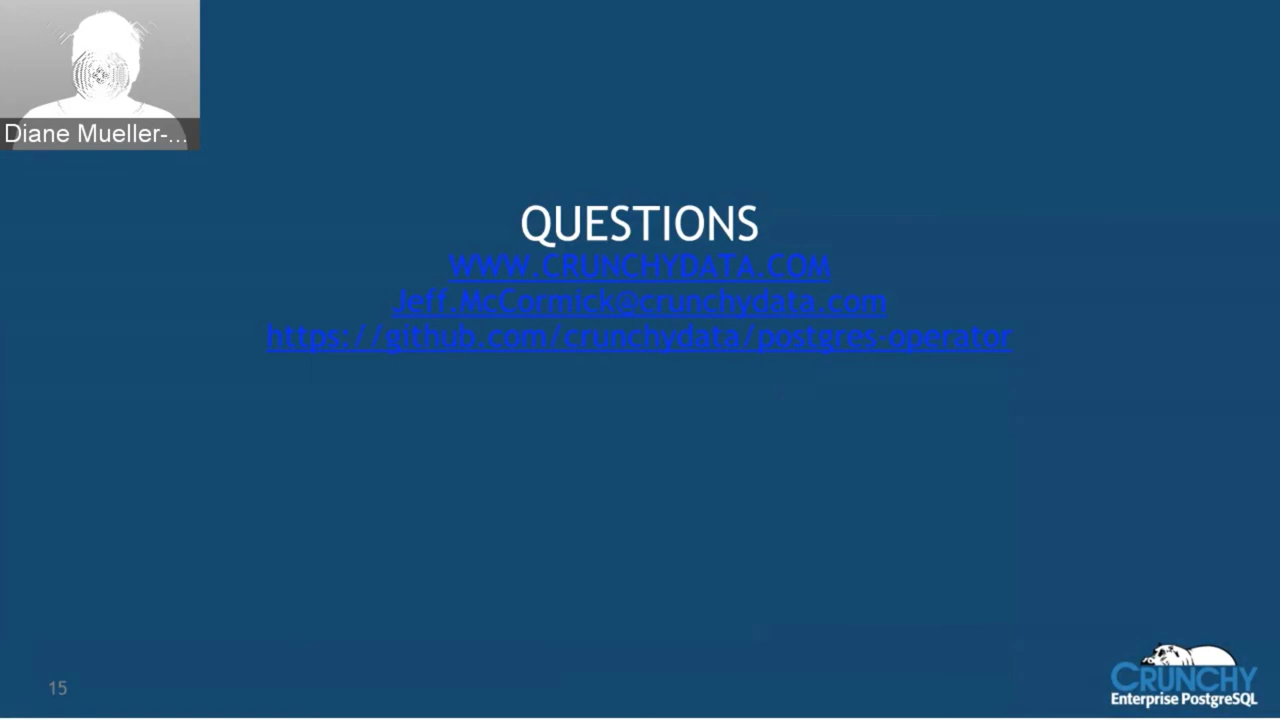 Diane Mueller-...
QUESTIONS
WWW.CRUNCHYDATA.COM
Jeff.McCormick@crunchydata.com
https://github.com/crunchydata/postgres-operator
15
CRUNCHY
Enterprise PostgreSQL